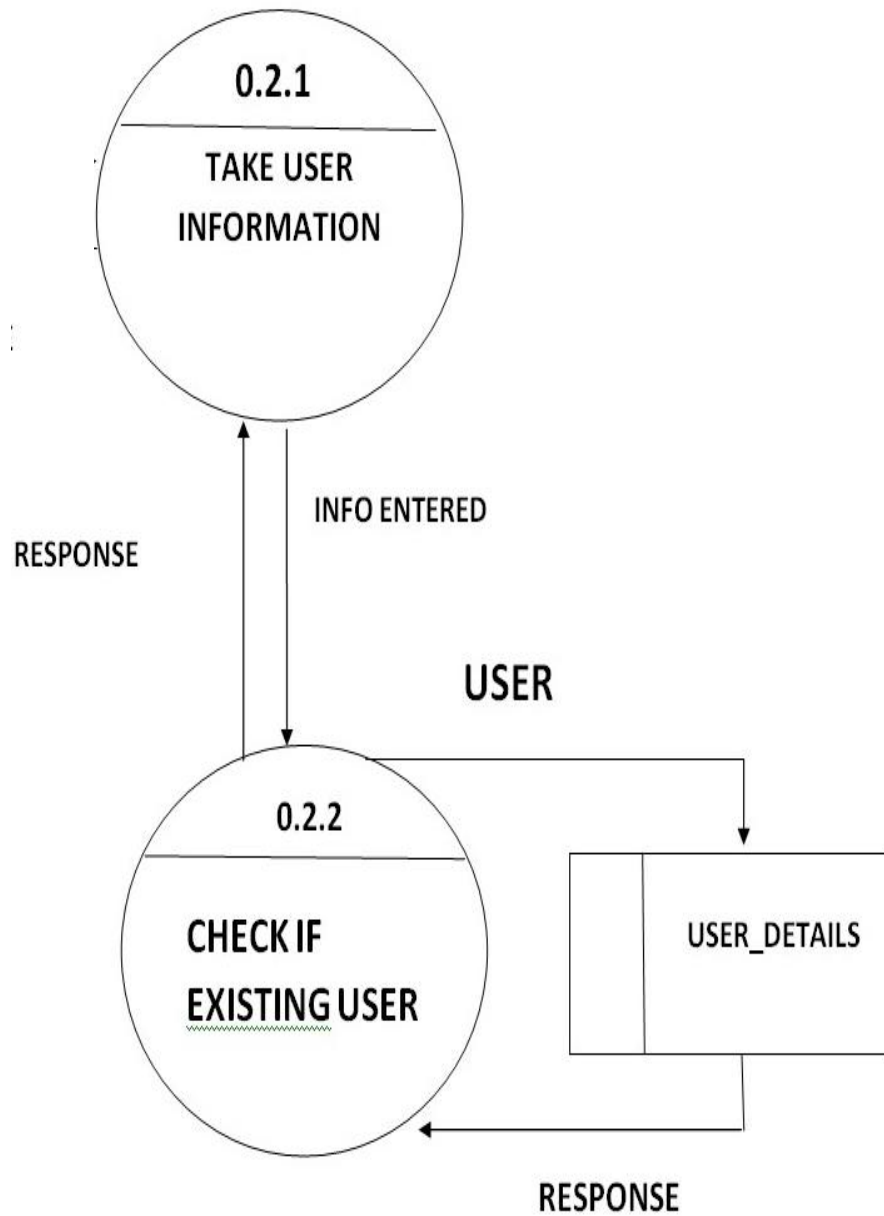 0.2.1
TAKE USER
INFORMATION
INFO ENTERED
RESPONSE
USER
0.2.2
CHECK IF
EXISTING USER
USER_DETAILS
RESPONSE